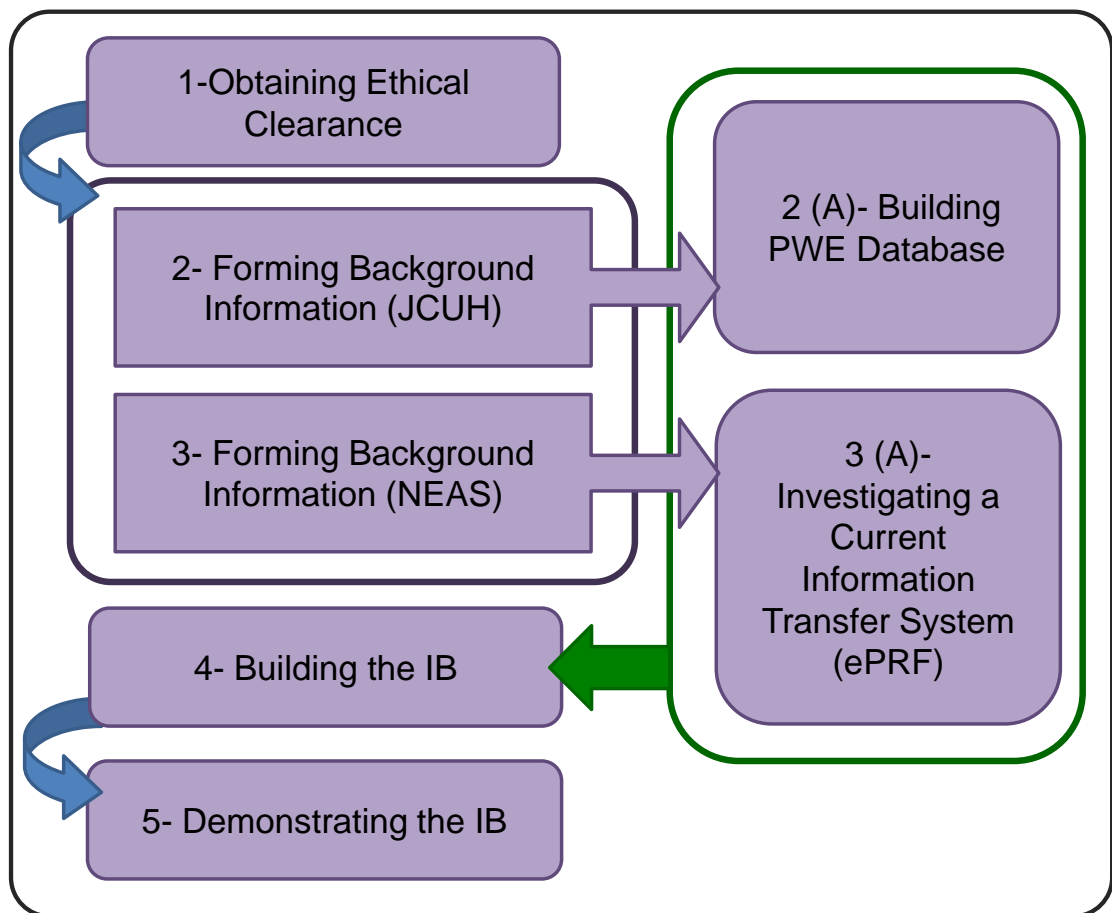 1-Obtaining Ethical
Clearance
2- Forming Background
Information (JCUH)
2 (A)- Building
PWE Database
3- Forming Background
Information (NEAS)
3 (A)-
Investigating a
Current
Information
Transfer System
(ePRF)
4- Building the IB
5- Demonstrating the IB